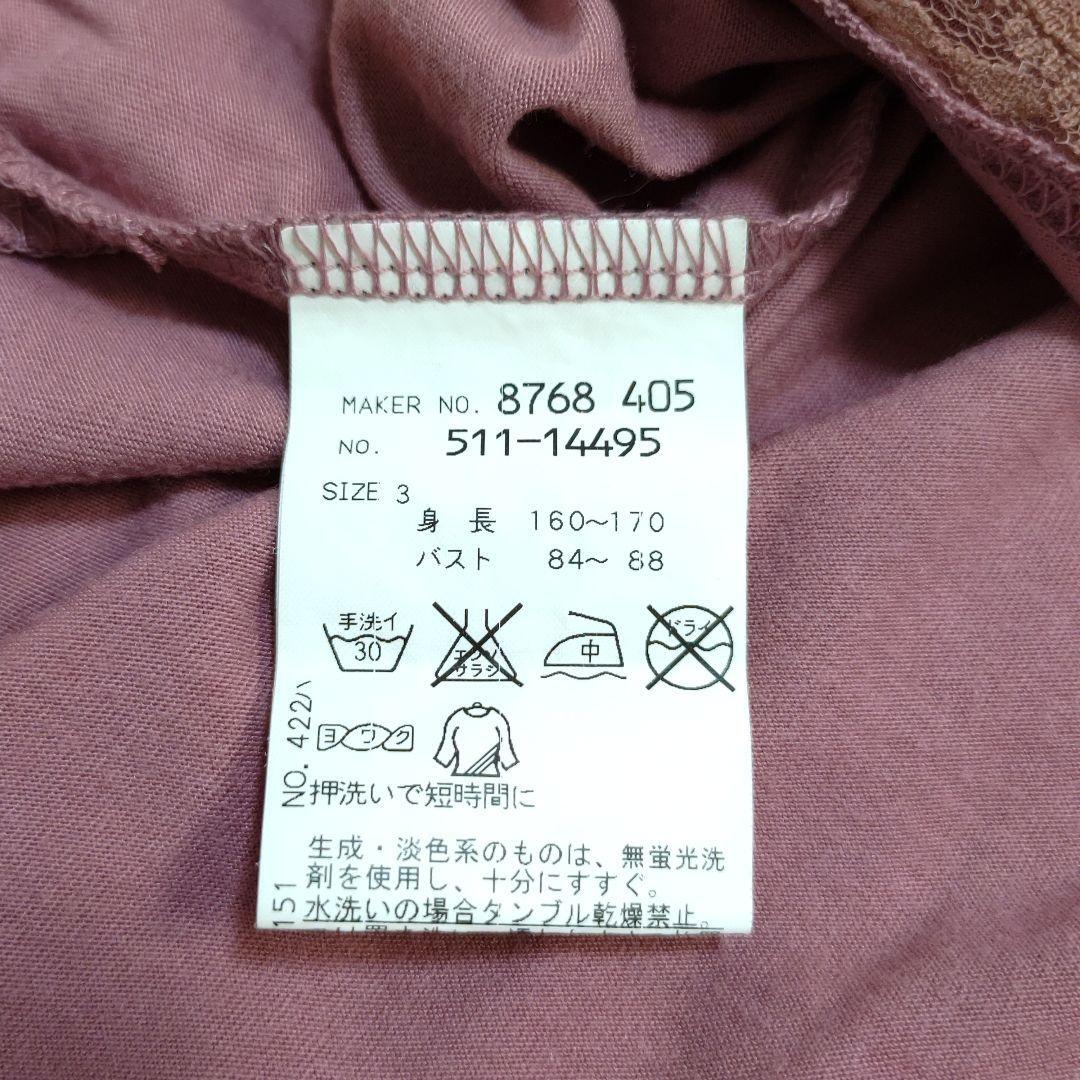 MAKER NO. 8768 405
NO. 511-14495
SIZE 3
身 長 160〜170
バスト 84〜 88
手洗イ
30
エンソ
サラシ
中
ドライ
ヨワク
NO. 422ハ
押洗いで短時間に
生成・淡色系のものは、無蛍光洗
剤を使用し、十分にすすぐ。
水洗いの場合タンブル乾燥禁止。
151